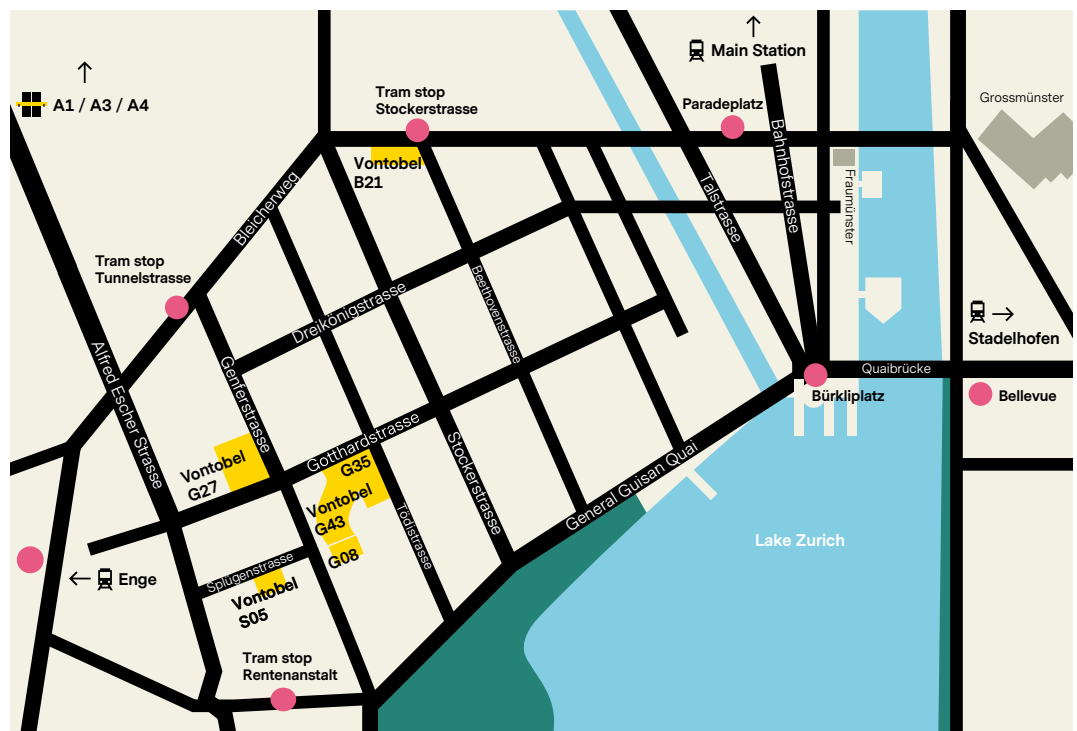 Main Station
A1 / A3 / A4
Tram stop
Stockerstrasse
Paradeplatz
Grossmünster
Vontobel
B21
Bahnhofstrasse
Talstrasse
Fraumünster
Bleicherweg
Tram stop
Tunnelstrasse
Dreikönigstrasse
Beethovenstrasse
Stadelhofen
Alfred Escher Strasse
Genferstrasse
Quaibrücke
Bürkliplatz
Bellevue
Gotthardstrasse
Stockerstrasse
General Guisan Quai
Vontobel
G27
G35
Vontobel
G43
G08
Tödistrasse
Lake Zurich
Enge
Splügenstrasse
Vontobel
S05
Tram stop
Rentenanstalt